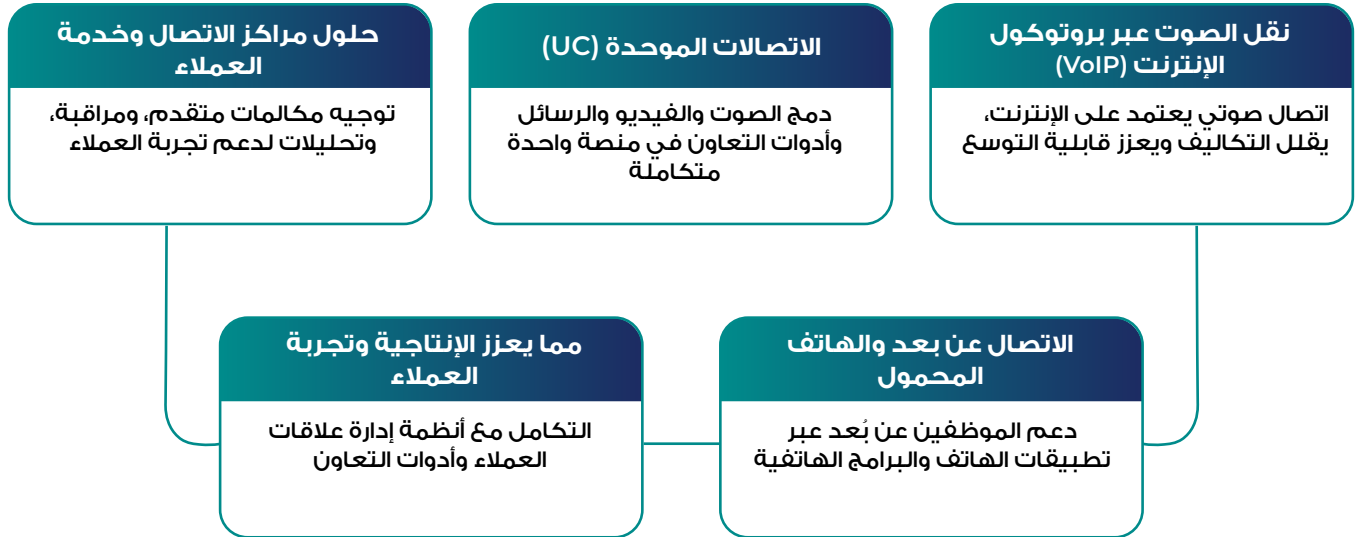 نقل الصوت عبر بروتوكول
الإنترنت (VoIP)
اتصال صوتي يعتمد على الإنترنت،
يقلل التكاليف ويعزز قابلية التوسع
الاتصالات الموحدة (UC)
دمج الصوت والفيديو والرسائل
وأدوات التعاون في منصة واحدة
متكاملة
حلول مراكز الاتصال وخدمة
العملاء
توجيه مكالمات متقدم، ومراقبة،
وتحليلات لدعم تجربة العملاء
الاتصال عن بعد والهاتف
المحمول
دعم الموظفين عن بُعد عبر
تطبيقات الهاتف والبرامج الهاتفية
مما يعزز الإنتاجية وتجربة
العملاء
التكامل مع أنظمة إدارة علاقات
العملاء وأدوات التعاون